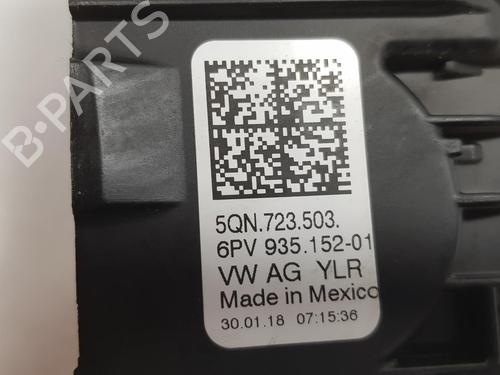 B-PARTS
5QN.723.503.
6PV 935.152-01
VW AG YLR
Made in Mexico
30.01.18 07:15:36